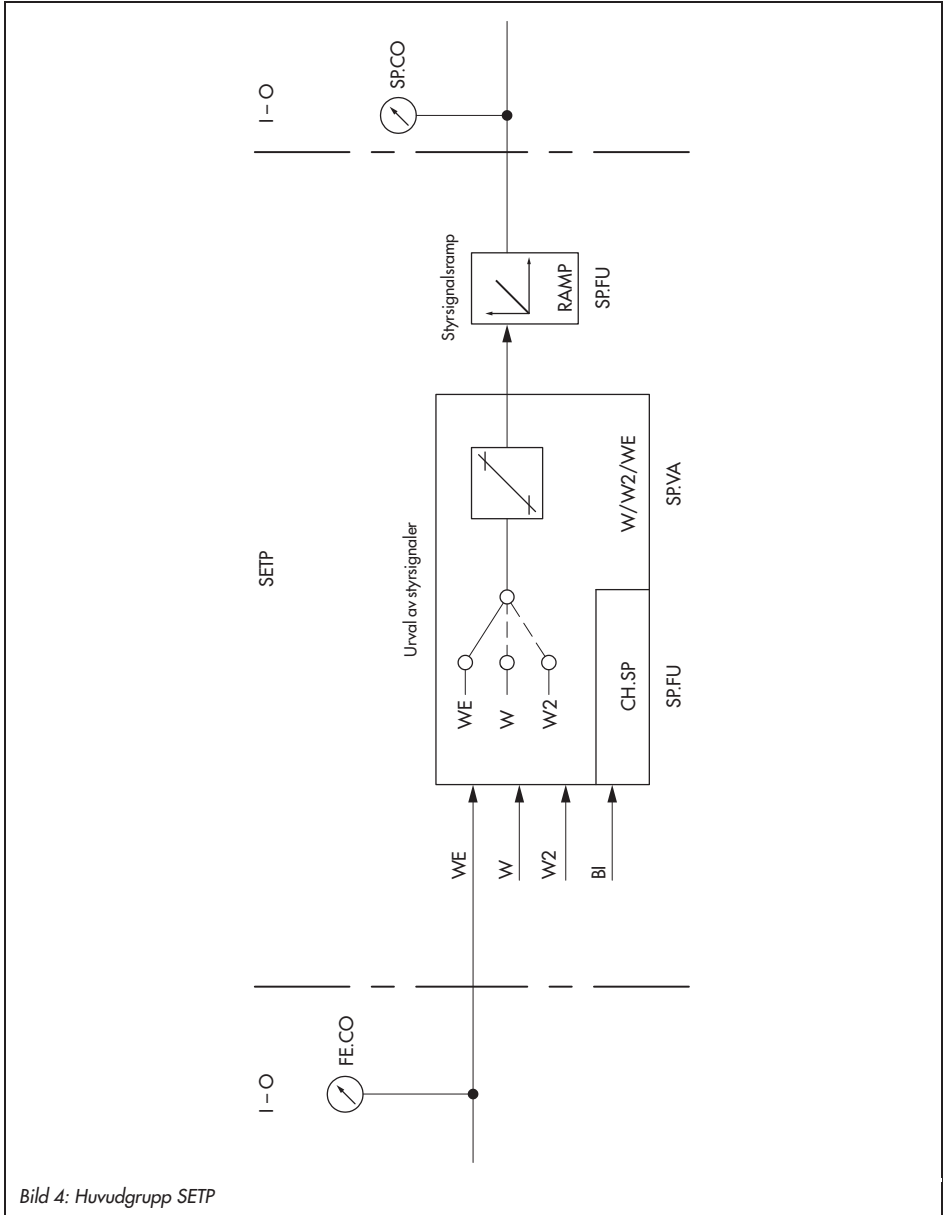 I – O
FE.CO
SETP
WE
W
W2
BI
Urval av styrsignaler
WE
W
W2
CH.SP
SP.FU
W/W2/WE
SP.VA
Styrsignalsramp
RAMP
SP.FU
I – O
SP.CO
Bild 4: Huvudgrupp SETP